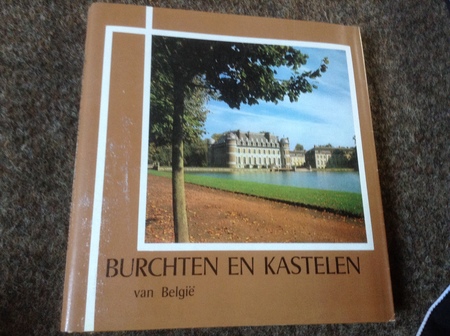 BURCHTEN EN KASTELEN
van België